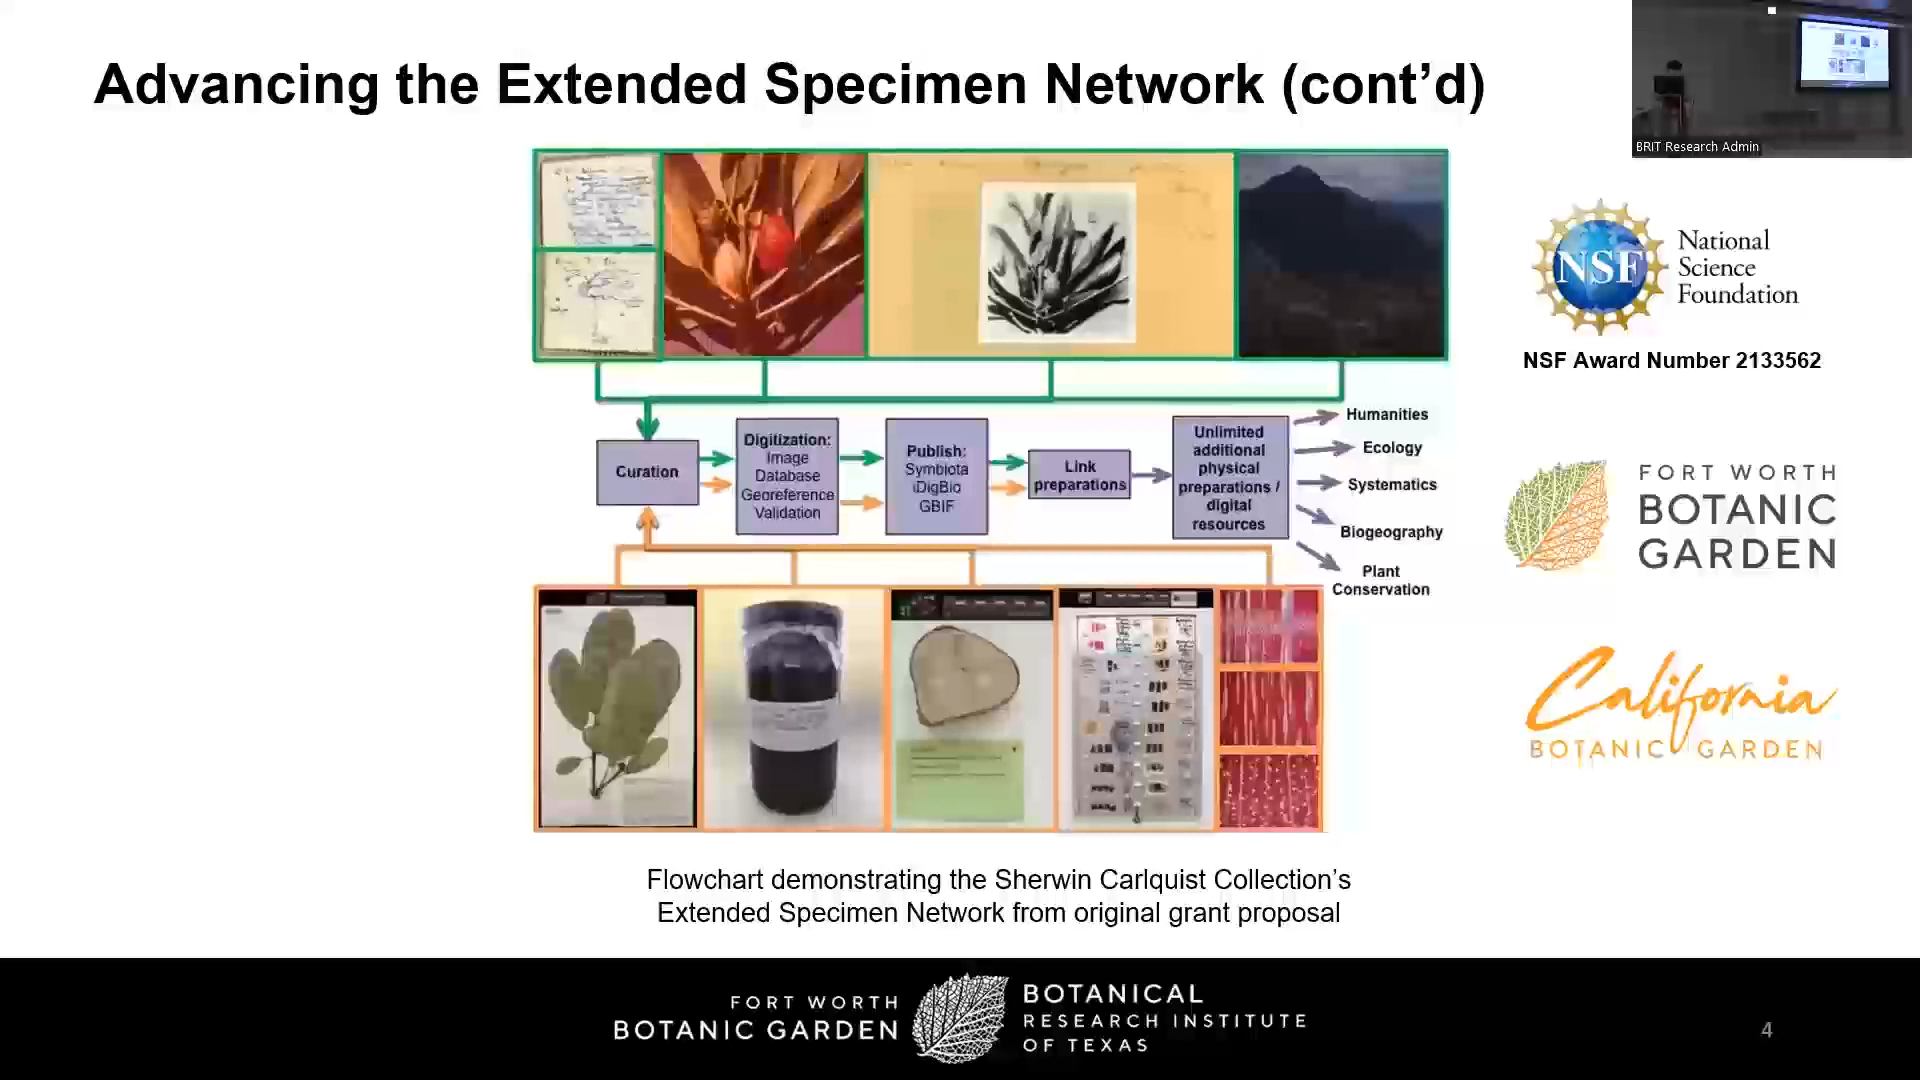 Advancing the Extended Specimen Network (cont’d)
BRIT Research Admin
NSF
National
Science
Foundation
NSF Award Number 2133562
Curation
Digitization:
Image
Database
Georeference
Validation
Publish:
Symbiota
iDigBio
GBIF
Link
preparations
Unlimited
additional
physical
preparations /
digital
resources
Humanities
Ecology
Systematics
Biogeography
Plant
Conservation
FORT WORTH
BOTANIC
GARDEN
California
BOTANIC GARDEN
Flowchart demonstrating the Sherwin Carlquist Collection’s
Extended Specimen Network from original grant proposal
FORT WORTH
BOTANIC GARDEN
BOTANICAL
RESEARCH INSTITUTE
OF TEXAS
4